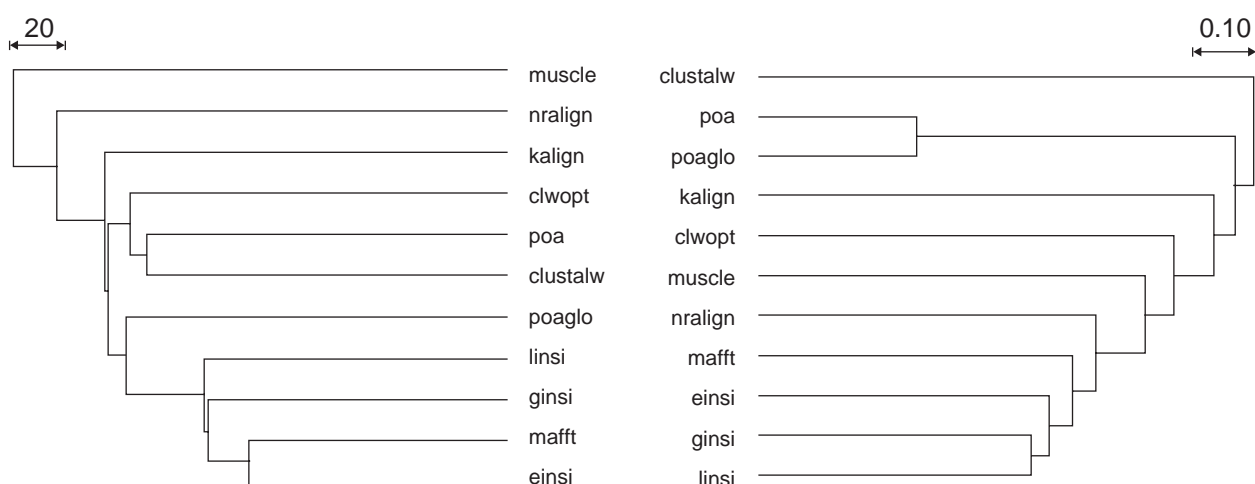 20
muscle
nralign
kalign
clwopt
poa
clustalw
poaglo
linsi
ginsi
mafft
einsi
0.10
clustalw
poa
poaglo
kalign
clwopt
muscle
nralign
mafft
einsi
ginsi
linsi